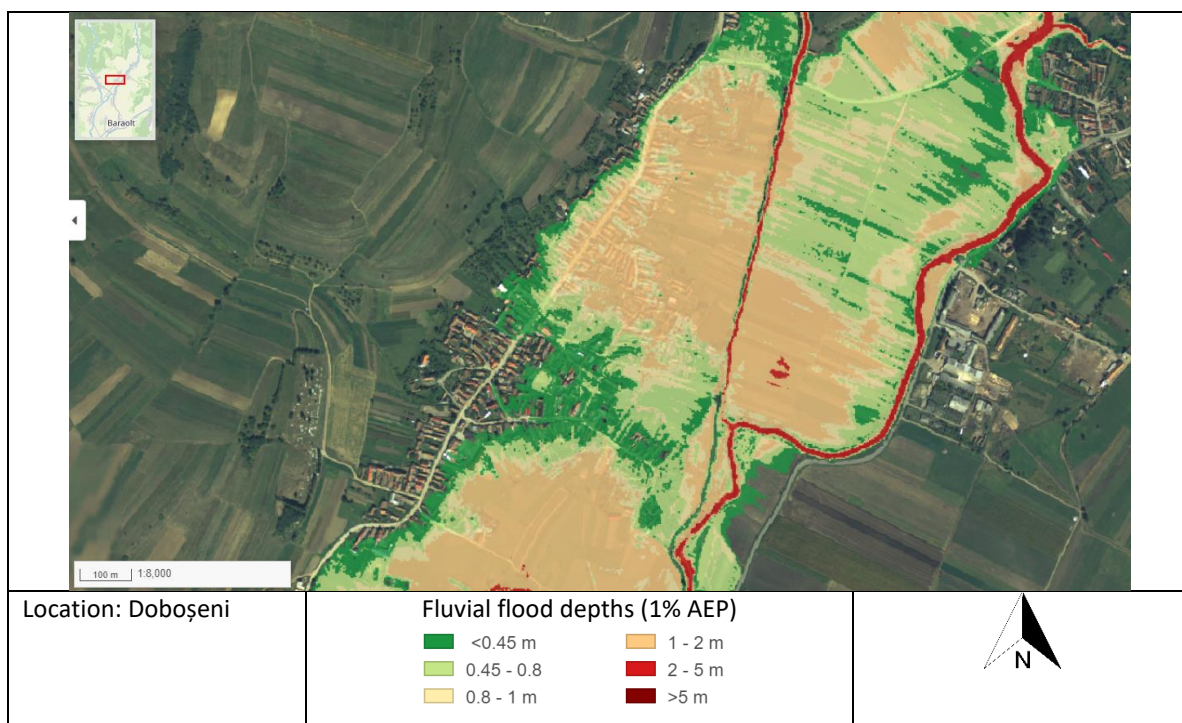 Baraolt
100 m
1:8,000
Location: Doboșeni
Fluvial flood depths (1% AEP)
<0.45 m
0.45 - 0.8
0.8 - 1 m
1 - 2 m
2 - 5 m
>5 m
N